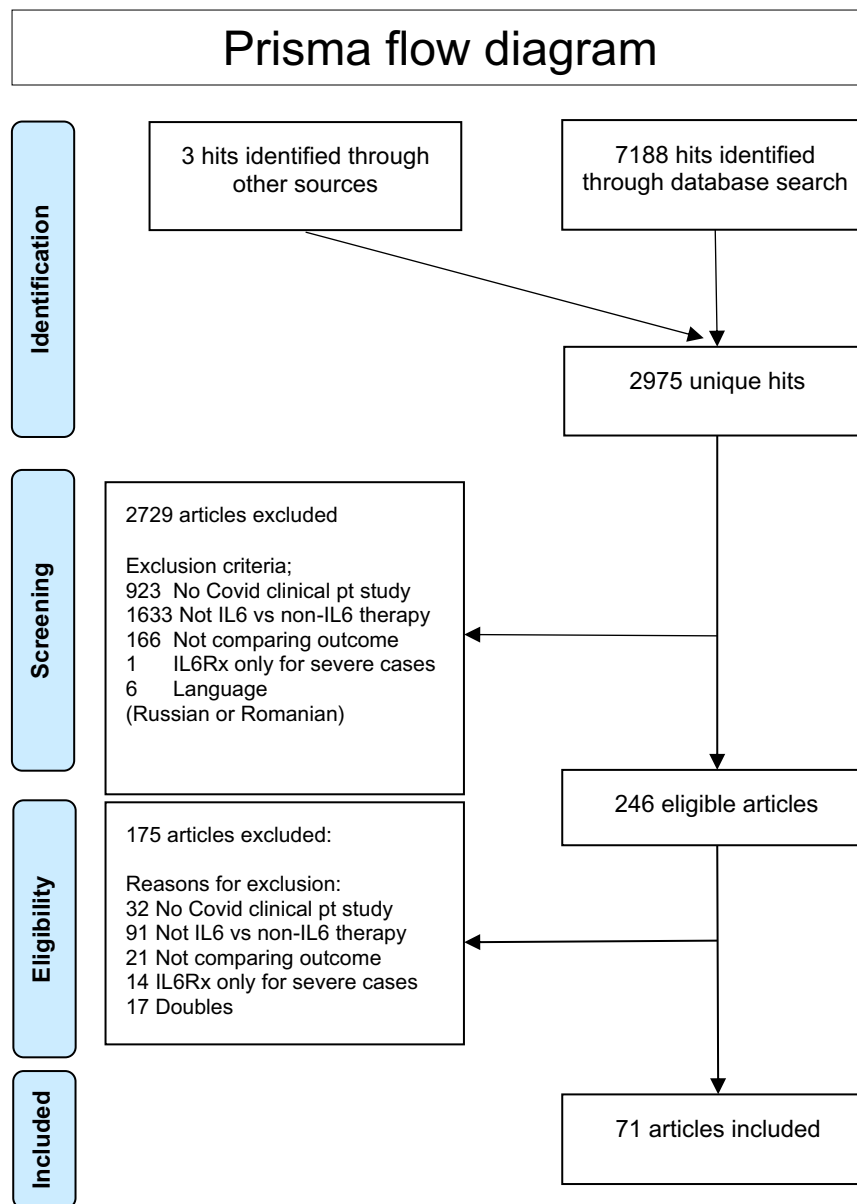 Prisma flow diagram
Identification
3 hits identified through
other sources
7188 hits identified
through database search
2975 unique hits
Screening
2729 articles excluded
Exclusion criteria;
923 No Covid clinical pt study
1633 Not IL6 vs non-IL6 therapy
166 Not comparing outcome
1 IL6Rx only for severe cases
6 Language
(Russian or Romanian)
246 eligible articles
Eligibility
175 articles excluded:
Reasons for exclusion:
32 No Covid clinical pt study
91 Not IL6 vs non-IL6 therapy
21 Not comparing outcome
14 IL6Rx only for severe cases
17 Doubles
Included
71 articles included